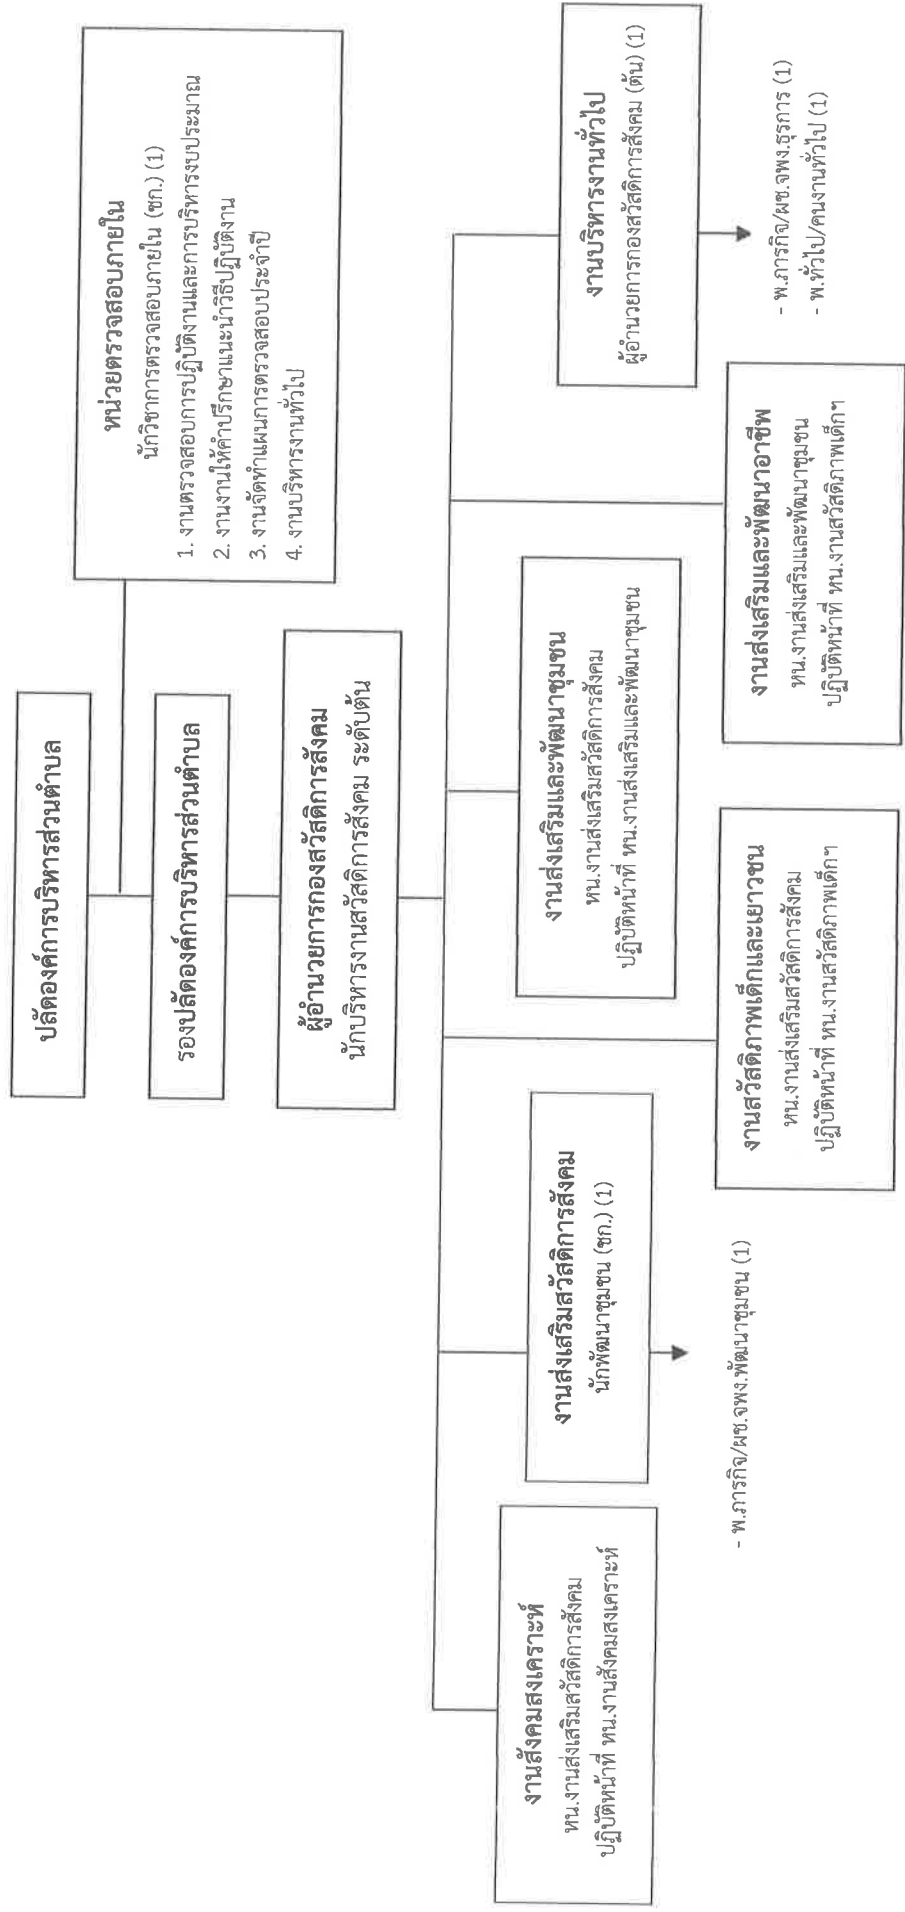 ปลัดองค์การบริหารส่วนตำบล
หน่วยตรวจสอบภายใน
นักวิชาการตรวจสอบภายใน (ชก.) (1)
1. งานตรวจสอบการปฏิบัติงานและการบริหารงบประมาณ
2. งานงานให้คำปรึกษาแนะนำวิธีปฏิบัติงาน
3. งานจัดทำแผนการตรวจสอบประจำปี
4. งานบริหารงานทั่วไป
รองปลัดองค์การบริหารส่วนตำบล
ผู้อำนวยการกองสวัสดิการสังคม
นักบริหารงานสวัสดิการสังคม ระดับต้น
งานสังคมสงเคราะห์
หน.งานส่งเสริมสวัสดิการสังคม
ปฏิบัติหน้าที่ หน.งานสังคมสงเคราะห์
งานส่งเสริมสวัสดิการสังคม
นักพัฒนาชุมชน (ชก.) (1)
- พ.ภารกิจ/ผช.จพง.พัฒนาชุมชน (1)
งานสวัสดิภาพเด็กและเยาวชน
หน.งานส่งเสริมสวัสดิการสังคม
ปฏิบัติหน้าที่ หน.งานสวัสดิภาพเด็กฯ
งานส่งเสริมและพัฒนาชุมชน
หน.งานส่งเสริมสวัสดิการสังคม
ปฏิบัติหน้าที่ หน.งานส่งเสริมและพัฒนาชุมชน
งานส่งเสริมและพัฒนาอาชีพ
หน.งานส่งเสริมและพัฒนาชุมชน
ปฏิบัติหน้าที่ หน.งานสวัสดิภาพเด็กฯ
งานบริหารงานทั่วไป
ผู้อำนวยการกองสวัสดิการสังคม (ต้น) (1)
- พ.ภารกิจ/ผช.จพง.ธุรการ (1)
- พ.ทั่วไป/คนงานทั่วไป (1)